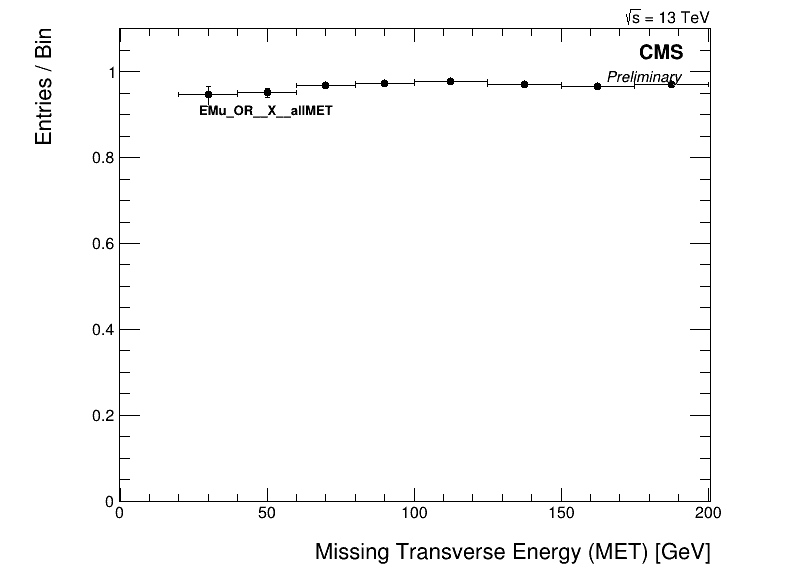 √s = 13 TeV
CMS
Preliminary
Entries / Bin
EMu_OR__X__allMET
1
0.8
0.6
0.4
0.2
0
0 50 100 150 200
Missing Transverse Energy (MET) [GeV]